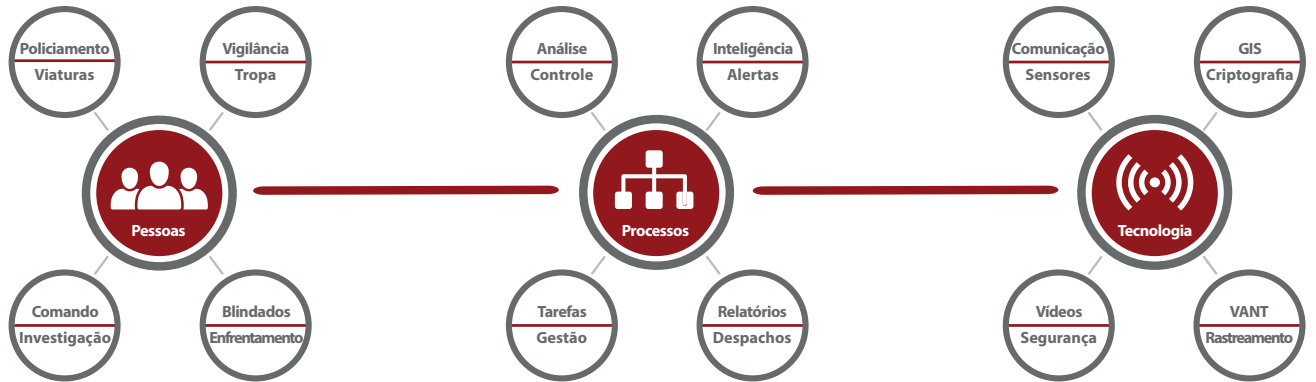 Policiamento
Viaturas
Vigilância
Tropa
Pessoas
Comando
Investigação
Blindados
Enfrentamento
Análise
Controle
Inteligência
Alertas
Processos
Tarefas
Gestão
Relatórios
Despachos
Comunicação
Sensores
GIS
Criptografia
Tecnologia
Vídeos
Segurança
VANT
Rastreamento